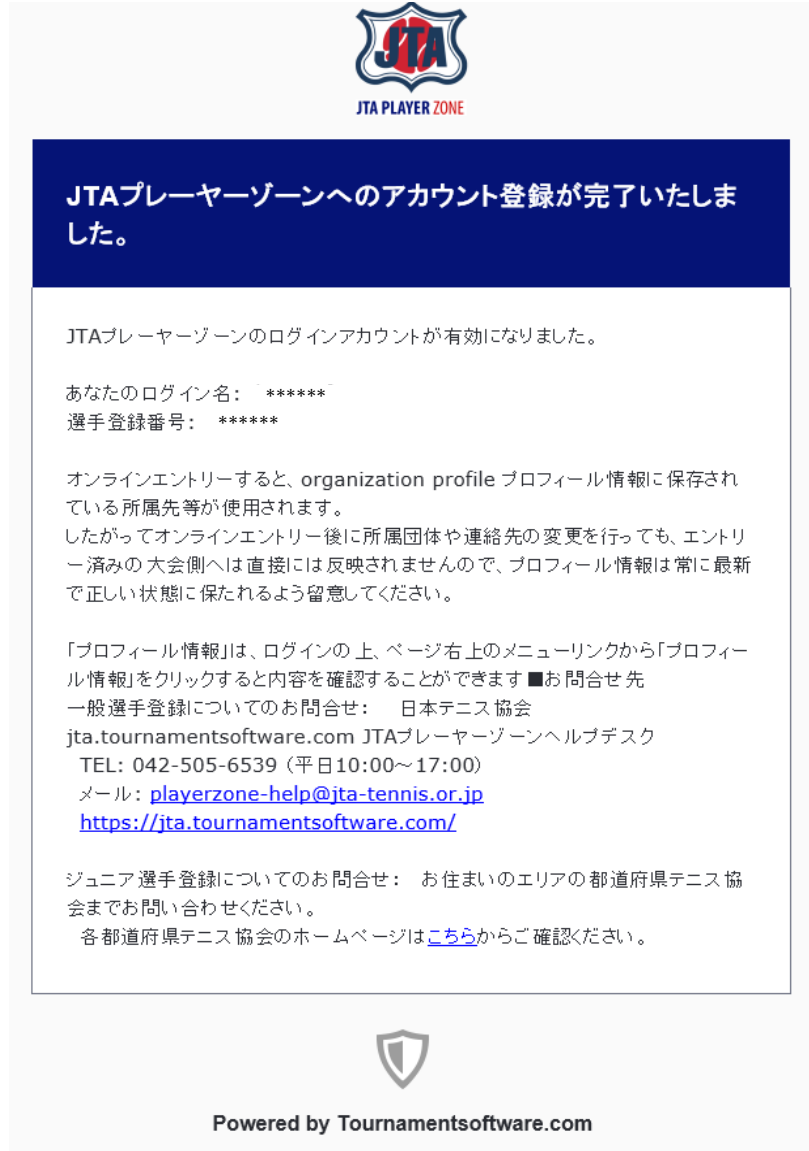 JTA
JTA PLAYER ZONE
JTAプレーヤーゾーンへのアカウント登録が完了いたしま
した。
JTAプレーヤーゾーンのログインアカウントが有効になりました。
あなたのログイン名: ******
選手登録番号: ******
オンラインエントリーすると、organization profile プロフィール情報に保存され
ている所属先等が使用されます。
したがってオンラインエントリー後に所属団体や連絡先の変更を行っても、エントリ
ー済みの大会側へは直接には反映されませんので、プロフィール情報は常に最新
で正しい状態に保たれるよう留意してください。
「プロフィール情報」は、ログインの上、ページ右上のメニューリンクから「プロフィー
ル情報」をクリックすると内容を確認することができます ■お問合せ先
一般選手登録についてのお問合せ: 日本テニス協会
jta.tournamentsoftware.com JTAプレーヤーゾーンヘルプデスク
TEL: 042-505-6539 (平日10:00~17:00)
メール: playerzone-help@jta-tennis.or.jp
https://jta.tournamentsoftware.com/
ジュニア選手登録についてのお問合せ: お住まいのエリアの都道府県テニス協
会までお問い合わせください。
各都道府県テニス協会のホームページはこちらからご確認ください。
Powered by Tournamentsoftware.com